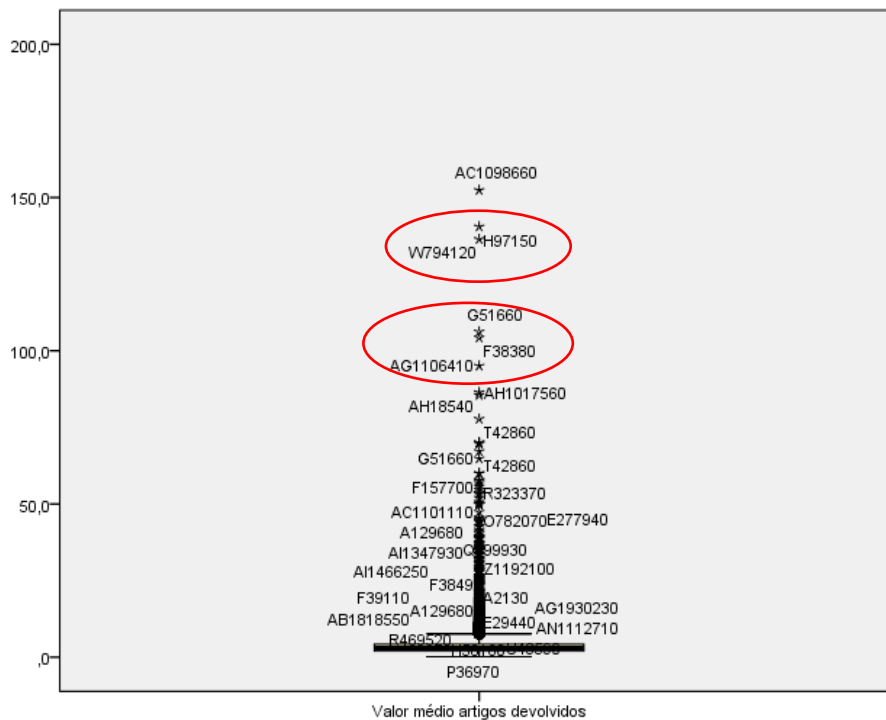 200,0
AC1098660
150,0
H97150
W794120
G51660
100,0
F38380
AG1106410
AH1017560
AH18540
T42860
G51660
T42860
F157700
R323370
50,0
AC1101110
O782070
E277940
A129680
AI1347930
Z1192100
AI1466250
F3849
F39110
A2130
A129680
AG1930230
AB1818550
E29440
AN1112710
R469520
,0
P36970
Valor médio artigos devolvidos